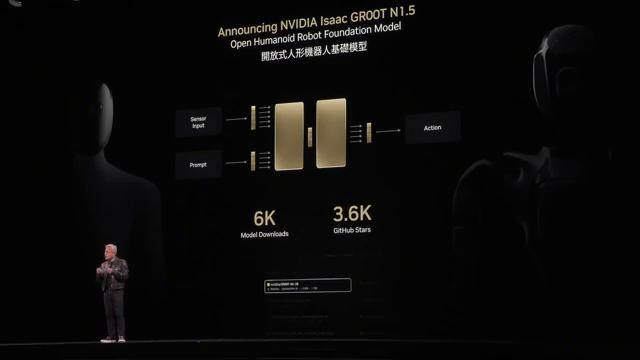 Announcing NVIDIA Isaac GR00T N1.5
Open Humanoid Robot Foundation Model
開放式人形機器人基礎模型
Sensor
Input
Prompt
Action
6K
Model Downloads
3.6K
GitHub Stars